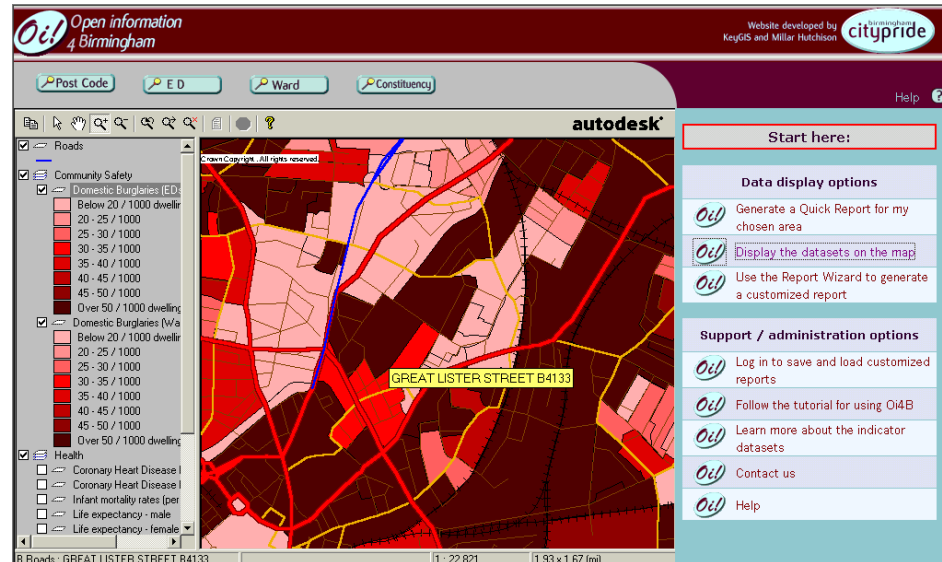 Oi!
Open information
4 Birmingham
Website developed by
KeyGIS and Millar Hutchison
birmingham
citypride
Post Code
E D
Ward
Constituency
Help
?
autodesk
Roads
Community Safety
Domestic Burglaries (EDs
Below 20 / 1000 dwellin
20 - 25 / 1000
25 - 30 / 1000
30 - 35 / 1000
35 - 40 / 1000
40 - 45 / 1000
45 - 50 / 1000
Over 50 / 1000 dwelling
Domestic Burglaries (Wa
Below 20 / 1000 dwellir
20 - 25 / 1000
25 - 30 / 1000
30 - 35 / 1000
35 - 40 / 1000
40 - 45 / 1000
45 - 50 / 1000
Over 50 / 1000 dwelling
Health
Coronary Heart Disease
Coronary Heart Disease
Infant mortality rates (per
Life expectancy - male
Life expectancy - female
Crown Copyright . All rights reserved.
GREAT LISTER STREET B4133
R Roads : GREAT LISTER STREET B4133
1 : 22,821
1.93 x 1.67 (mi)
Start here:
Data display options
Oi! Generate a Quick Report for my
chosen area
Oi! Display the datasets on the map
Oi! Use the Report Wizard to generate
a customized report
Support / administration options
Oi! Log in to save and load customized
reports
Oi! Follow the tutorial for using Oi4B
Oi! Learn more about the indicator
datasets
Oi! Contact us
Oi! Help